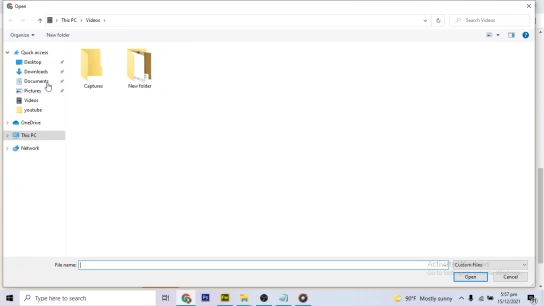 Open
This PC > Videos >
Search Videos
Organize
New folder
Quick access
Desktop
Downloads
Documents
Pictures
Videos
youtube
OneDrive
This PC
Network
Captures
New folder
File name:
Custom Files
Open
Cancel
Type here to search
90°F Mostly sunny
5:57 pm
15/12/2021